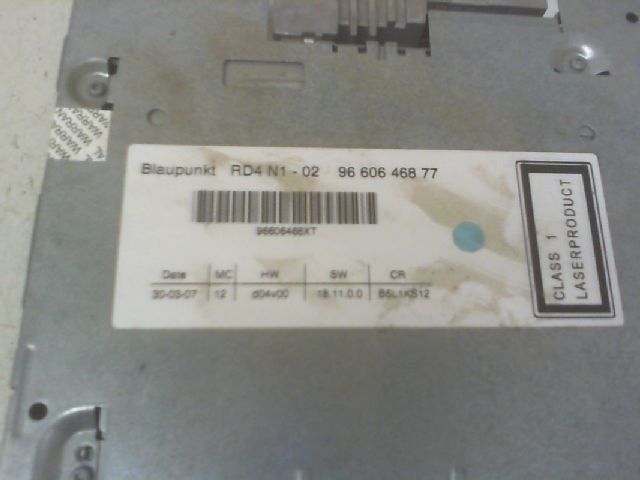 WARRAN
Blaupunkt RD4 N1 - 02 96 606 468 77
96606468XT
Date MC HW SW CR
30-03-07 12 d04v00 18.11.0.0
CLASS 1
LASERPRODUCT